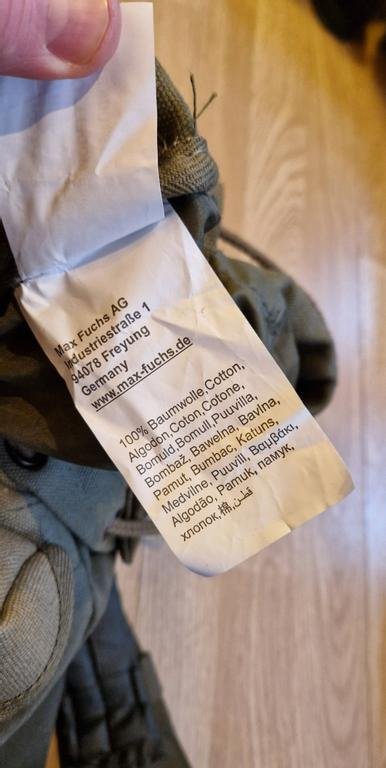 Max Fuchs AG
Industriestraße 1
94078 Freyung
Germany
www.max-fuchs.de
100% Baumwolle,Cotton,
Algodon,Coton,Cotone,
Bomuld,Bomull,Puuvilla,
Bombaž, Bawełna, Bavlna,
Pamut, Bumbac, Katuns,
Medvilne, Puuvill, Βαμβάκι,
Algodão, Pamuk, памук,
хлопок,棉,قطن